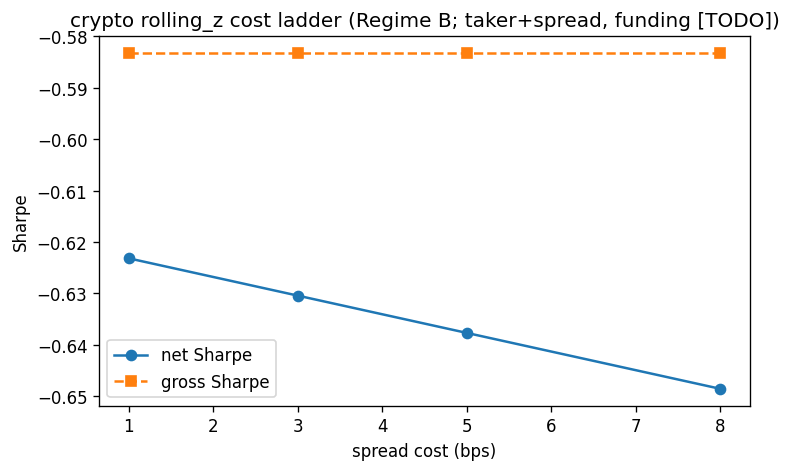 crypto rolling_z cost ladder (Regime B; taker+spread, funding [TODO])
−0.58
−0.59
−0.60
−0.61
−0.62
−0.63
−0.64
−0.65
Sharpe
net Sharpe
gross Sharpe
1 2 3 4 5 6 7 8
spread cost (bps)